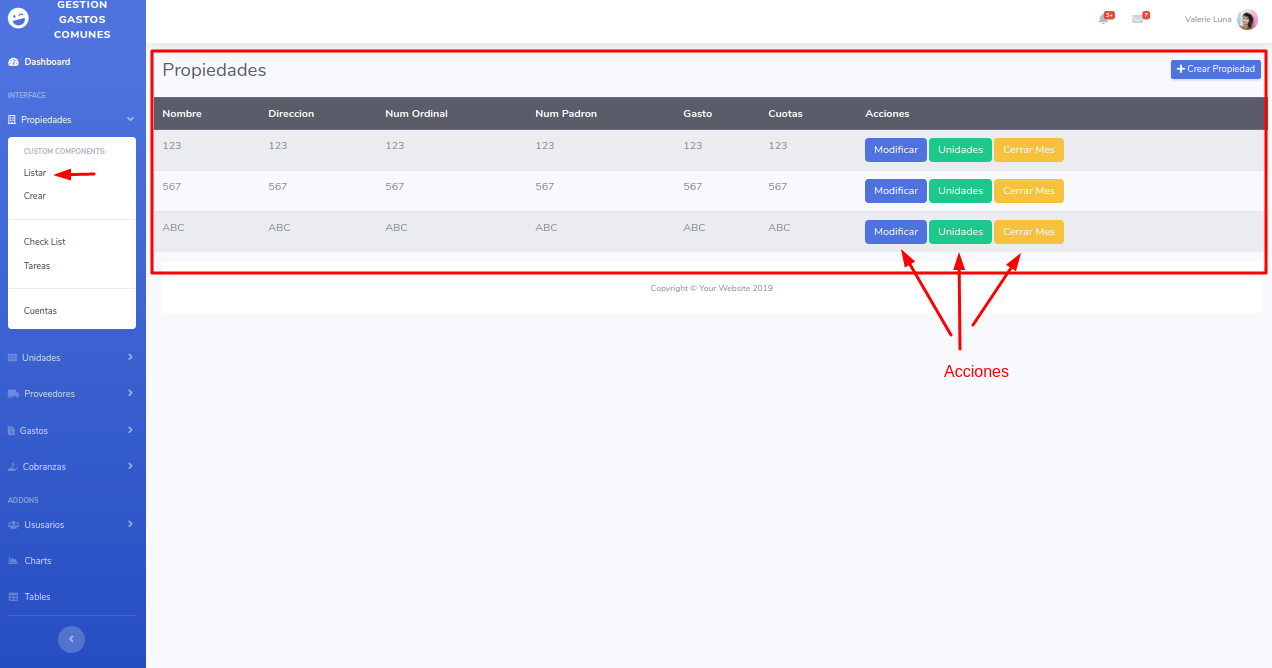 GESTION
GASTOS
COMUNES
Dashboard
INTERFACE
Propiedades
CUSTOM COMPONENTS:
Listar
Crear
Check List
Tareas
Cuentas
Unidades
Proveedores
Gastos
Cobranzas
ADDONS
Ususarios
Charts
Tables
3+
7
Valerie Luna
Propiedades
Crear Propiedad
Nombre Direccion Num Ordinal Num Padron Gasto Cuotas Acciones
123 123 123 123 123 123 Modificar Unidades Cerrar Mes
567 567 567 567 567 567 Modificar Unidades Cerrar Mes
ABC ABC ABC ABC ABC ABC Modificar Unidades Cerrar Mes
Copyright © Your Website 2019
Acciones